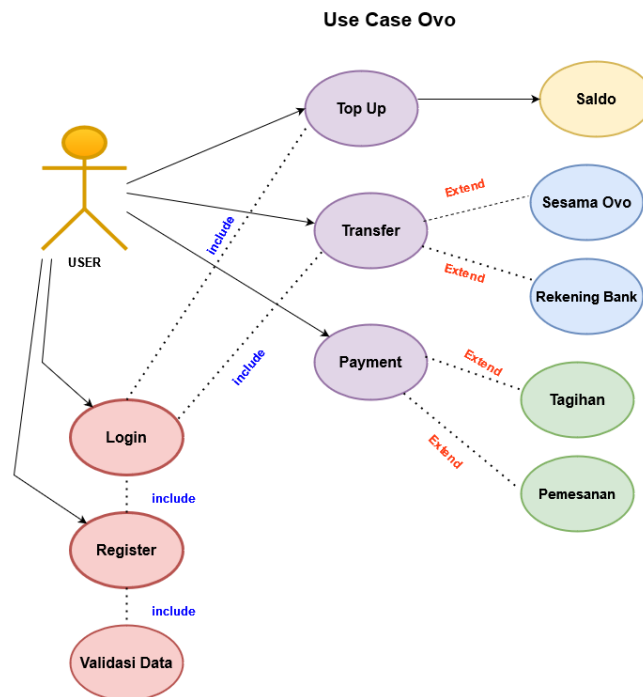 Use Case Ovo
Top Up
Saldo
Extend
Sesama Ovo
include
Transfer
USER
Extend
Rekening Bank
include
Payment
Extend
Tagihan
Login
Extend
include
Pemesanan
Register
include
Validasi Data